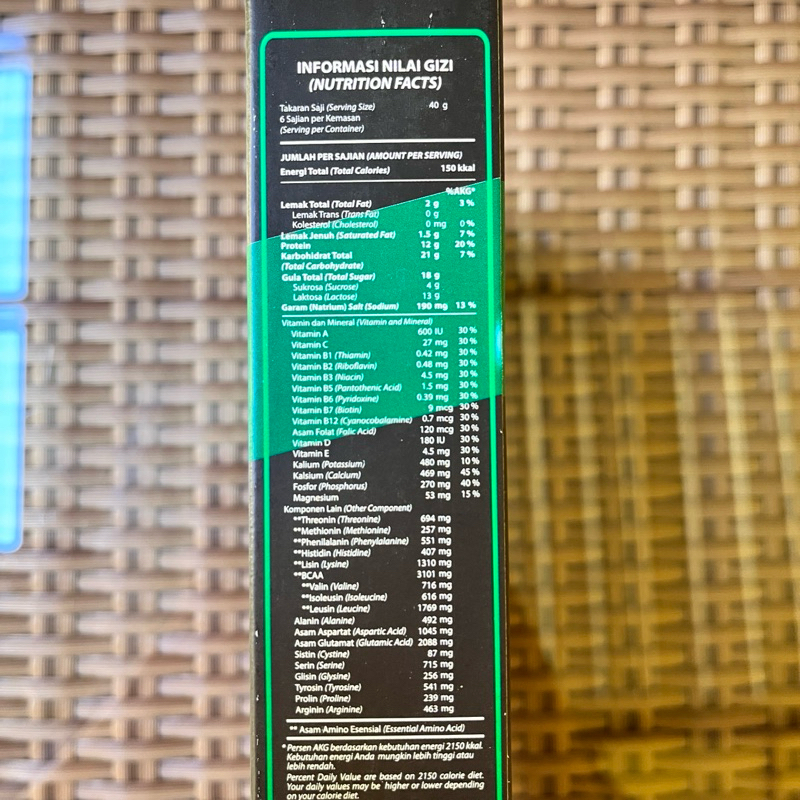 INFORMASI NILAI GIZI
(NUTRITION FACTS)
Takaran Saji (Serving Size) 40 g
6 Sajian per Kemasan
(Serving per Container)
JUMLAH PER SAJIAN (AMOUNT PER SERVING)
Energi Total (Total Calories) 150 kkal
%AKG*
Lemak Total (Total Fat) 2 g 3 %
Lemak Trans (Trans Fat) 0 g
Kolesterol (Cholesterol) 0 mg 0 %
Lemak Jenuh (Saturated Fat) 1.5 g 7 %
Protein 12 g 20 %
Karbohidrat Total 21 g 7 %
(Total Carbohydrate)
Gula Total (Total Sugar) 18 g
Sukrosa (Sucrose) 4 g
Laktosa (Lactose) 13 g
Garam (Natrium) Salt (Sodium) 190 mg 13 %
Vitamin dan Mineral (Vitamin and Mineral)
Vitamin A 600 IU 30 %
Vitamin C 27 mg 30 %
Vitamin B1 (Thiamin) 0.42 mg 30 %
Vitamin B2 (Riboflavin) 0.48 mg 30 %
Vitamin B3 (Niacin) 4.5 mg 30 %
Vitamin B5 (Pantothenic Acid) 1.5 mg 30 %
Vitamin B6 (Pyridoxine) 0.39 mg 30 %
Vitamin B7 (Biotin) 9 mcg 30 %
Vitamin B12 (Cyanocobalamine) 0.7 mcg 30 %
Asam Folat (Folic Acid) 120 mcg 30 %
Vitamin D 180 IU 30 %
Vitamin E 4.5 mg 30 %
Kalium (Potassium) 480 mg 10 %
Kalsium (Calcium) 469 mg 45 %
Fosfor (Phosphorus) 270 mg 40 %
Magnesium 53 mg 15 %
Komponen Lain (Other Component)
**Threonin (Threonine) 694 mg
**Methionin (Methionine) 257 mg
**Phenilalanin (Phenylalanine) 551 mg
**Histidin (Histidine) 407 mg
**Lisin (Lysine) 1310 mg
**BCAA 3101 mg
**Valin (Valine) 716 mg
**Isoleusin (Isoleucine) 616 mg
**Leusin (Leucine) 1769 mg
Alanin (Alanine) 492 mg
Asam Aspartat (Aspartic Acid) 1045 mg
Asam Glutamat (Glutamic Acid) 2088 mg
Sistin (Cystine) 87 mg
Serin (Serine) 715 mg
Glisin (Glysine) 256 mg
Tyrosin (Tyrosine) 541 mg
Prolin (Proline) 239 mg
Arginin (Arginine) 463 mg
** Asam Amino Esensial (Essential Amino Acid)
* Persen AKG berdasarkan kebutuhan energi 2150 kkal.
Kebutuhan energi Anda mungkin lebih tinggi atau
lebih rendah.
Percent Daily Value are based on 2150 calorie diet.
Your daily values may be higher or lower depending
on your calorie diet.